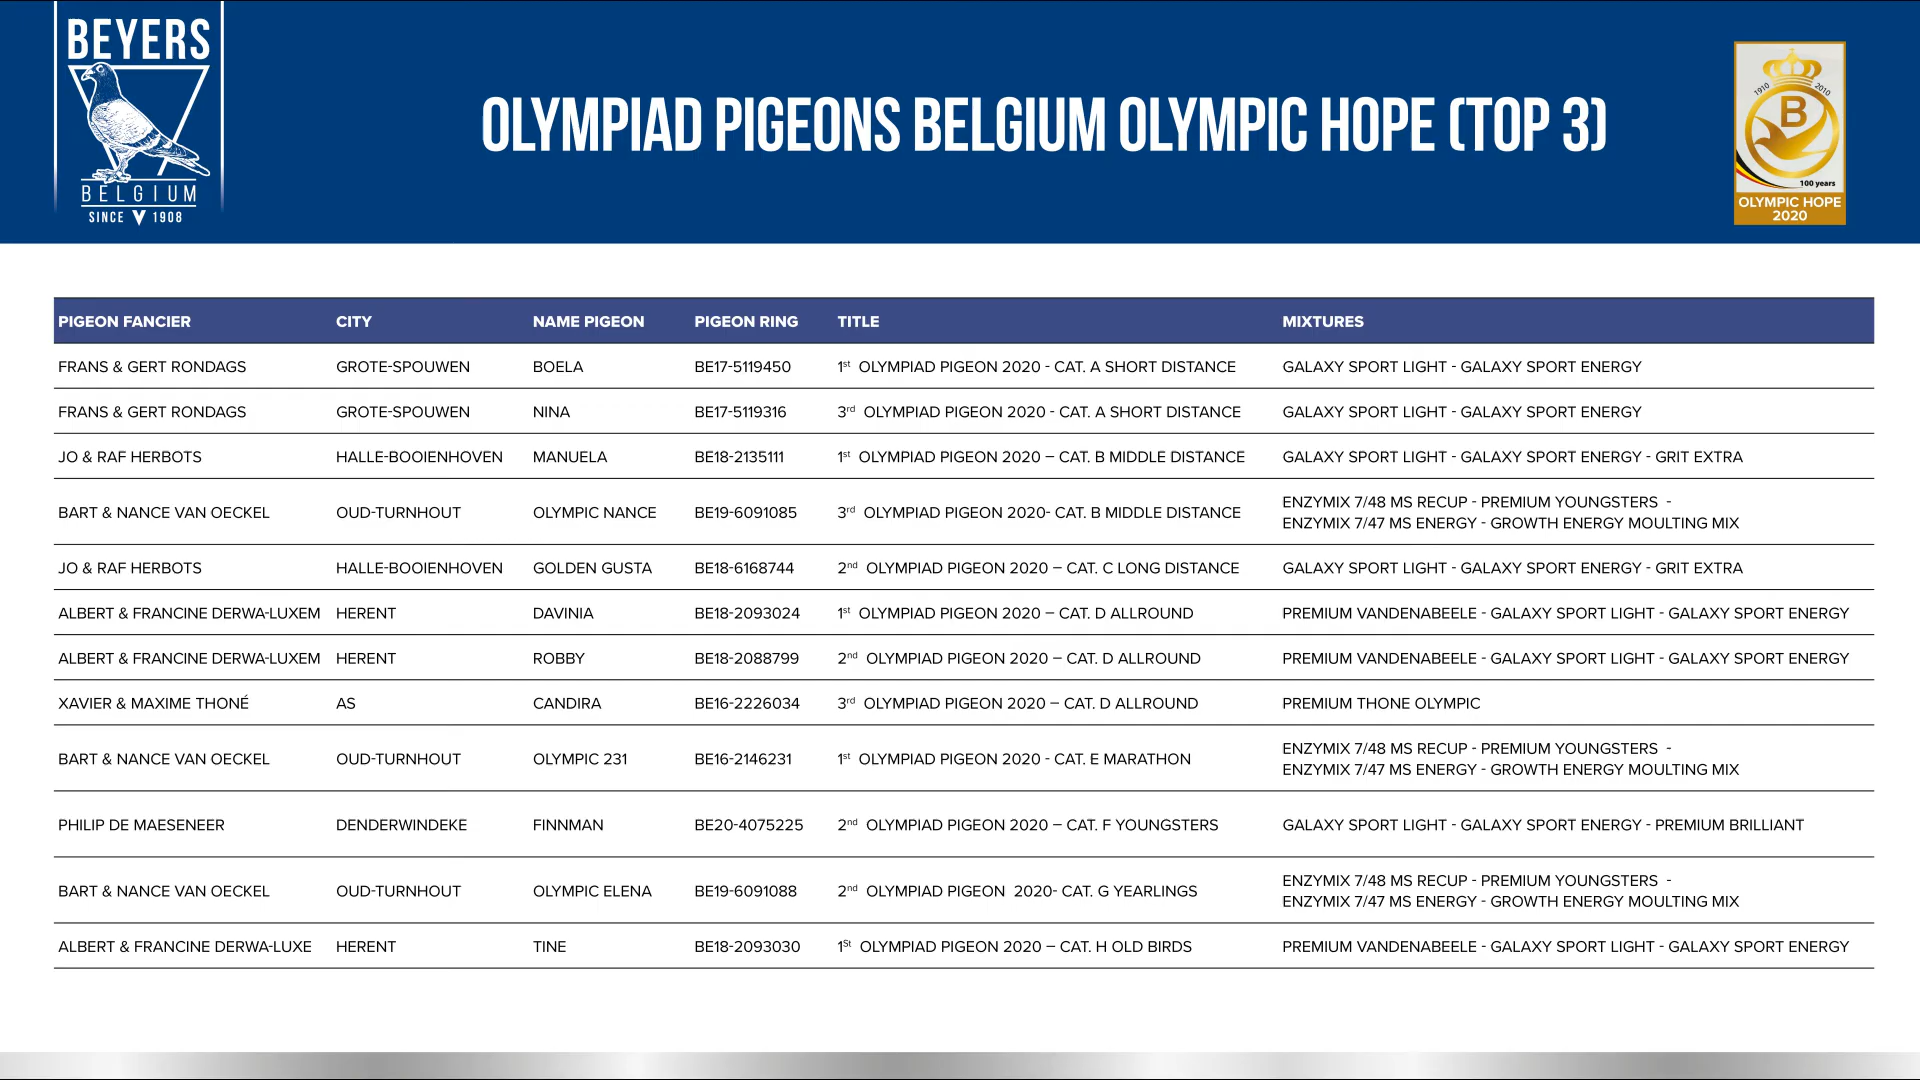 BEYERS
BELGIUM
SINCE 1908
OLYMPIAD PIGEONS BELGIUM OLYMPIC HOPE (TOP 3)
1910 2010
B
100 years
OLYMPIC HOPE
2020
PIGEON FANCIER CITY NAME PIGEON PIGEON RING TITLE MIXTURES
FRANS & GERT RONDAGS GROTE-SPOUWEN BOELA BE17-5119450 1st OLYMPIAD PIGEON 2020 - CAT. A SHORT DISTANCE GALAXY SPORT LIGHT - GALAXY SPORT ENERGY
FRANS & GERT RONDAGS GROTE-SPOUWEN NINA BE17-5119316 3rd OLYMPIAD PIGEON 2020 - CAT. A SHORT DISTANCE GALAXY SPORT LIGHT - GALAXY SPORT ENERGY
JO & RAF HERBOTS HALLE-BOOIENHOVEN MANUELA BE18-2135111 1st OLYMPIAD PIGEON 2020 – CAT. B MIDDLE DISTANCE GALAXY SPORT LIGHT - GALAXY SPORT ENERGY - GRIT EXTRA
BART & NANCE VAN OECKEL OUD-TURNHOUT OLYMPIC NANCE BE19-6091085 3rd OLYMPIAD PIGEON 2020- CAT. B MIDDLE DISTANCE ENZYMIX 7/48 MS RECUP - PREMIUM YOUNGSTERS -
ENZYMIX 7/47 MS ENERGY - GROWTH ENERGY MOULTING MIX
JO & RAF HERBOTS HALLE-BOOIENHOVEN GOLDEN GUSTA BE18-6168744 2nd OLYMPIAD PIGEON 2020 – CAT. C LONG DISTANCE GALAXY SPORT LIGHT - GALAXY SPORT ENERGY - GRIT EXTRA
ALBERT & FRANCINE DERWA-LUXEM HERENT DAVINIA BE18-2093024 1st OLYMPIAD PIGEON 2020 – CAT. D ALLROUND PREMIUM VANDENABEELE - GALAXY SPORT LIGHT - GALAXY SPORT ENERGY
ALBERT & FRANCINE DERWA-LUXEM HERENT ROBBY BE18-2088799 2nd OLYMPIAD PIGEON 2020 – CAT. D ALLROUND PREMIUM VANDENABEELE - GALAXY SPORT LIGHT - GALAXY SPORT ENERGY
XAVIER & MAXIME THONÉ AS CANDIRA BE16-2226034 3rd OLYMPIAD PIGEON 2020 – CAT. D ALLROUND PREMIUM THONE OLYMPIC
BART & NANCE VAN OECKEL OUD-TURNHOUT OLYMPIC 231 BE16-2146231 1st OLYMPIAD PIGEON 2020 - CAT. E MARATHON ENZYMIX 7/48 MS RECUP - PREMIUM YOUNGSTERS -
ENZYMIX 7/47 MS ENERGY - GROWTH ENERGY MOULTING MIX
PHILIP DE MAESENEER DENDERWINDEKE FINNMAN BE20-4075225 2nd OLYMPIAD PIGEON 2020 – CAT. F YOUNGSTERS GALAXY SPORT LIGHT - GALAXY SPORT ENERGY - PREMIUM BRILLIANT
BART & NANCE VAN OECKEL OUD-TURNHOUT OLYMPIC ELENA BE19-6091088 2nd OLYMPIAD PIGEON 2020- CAT. G YEARLINGS ENZYMIX 7/48 MS RECUP - PREMIUM YOUNGSTERS -
ENZYMIX 7/47 MS ENERGY - GROWTH ENERGY MOULTING MIX
ALBERT & FRANCINE DERWA-LUXE HERENT TINE BE18-2093030 1St OLYMPIAD PIGEON 2020 – CAT. H OLD BIRDS PREMIUM VANDENABEELE - GALAXY SPORT LIGHT - GALAXY SPORT ENERGY